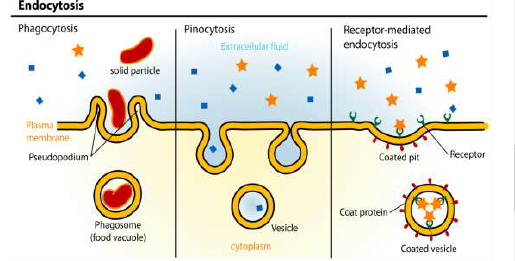 Endocytosis
Phagocytosis
Pinocytosis
Receptor-mediated
endocytosis
Extracellular fluid
solid particle
Plasma
membrane
Pseudopodium
Coated pit
Receptor
Coat protein
Phagosome
(food vacuole)
Vesicle
cytoplasm
Coated vesicle